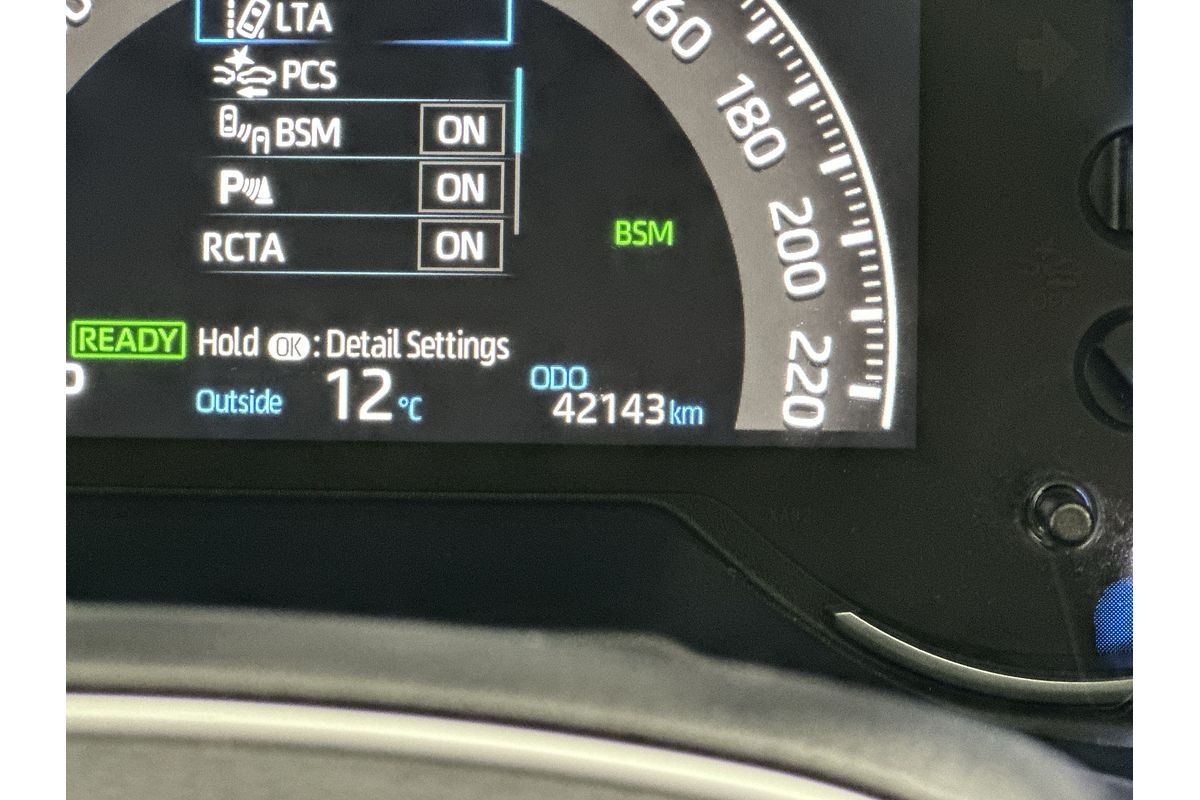 LTA
PCS
BSM ON
P ON
RCTA ON
BSM
READY Hold OK : Detail Settings
Outside 12 °C
ODO
42143 km
160
180
200
220